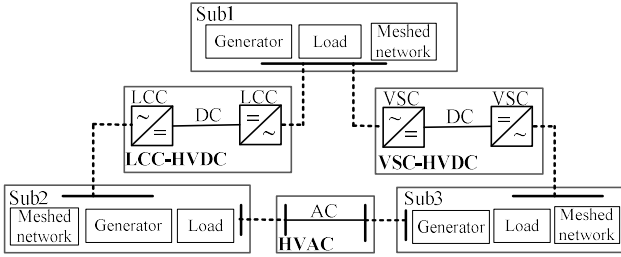 Sub1
Generator
Load
Meshed
network
LCC
LCC
DC
LCC-HVDC
VSC
VSC
DC
VSC-HVDC
Sub2
Meshed
network
Generator
Load
AC
HVAC
Sub3
Generator
Load
Meshed
network